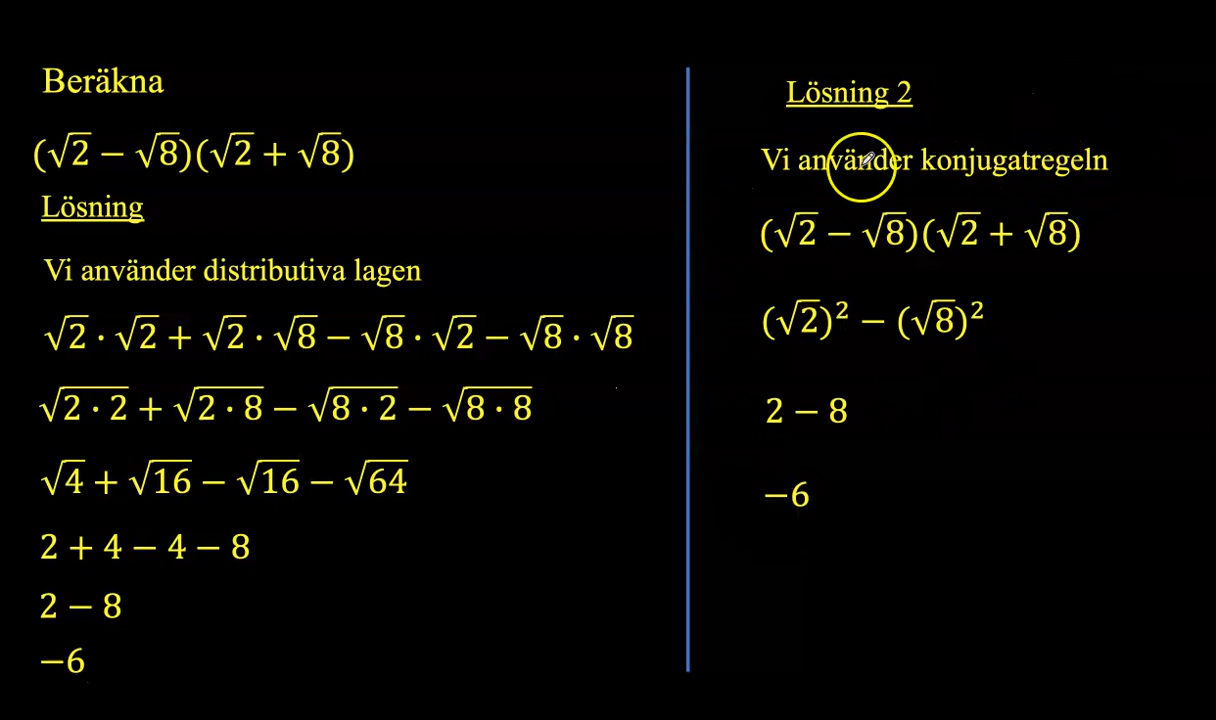 Beräkna
(√2 − √8)(√2 + √8)
Lösning
Vi använder distributiva lagen
√2 · √2 + √2 · √8 − √8 · √2 − √8 · √8
√(2 · 2) + √(2 · 8) − √(8 · 2) − √(8 · 8)
√4 + √16 − √16 − √64
2 + 4 − 4 − 8
2 − 8
−6
Lösning 2
Vi använder konjugatregeln
(√2 − √8)(√2 + √8)
(√2)² − (√8)²
2 − 8
−6